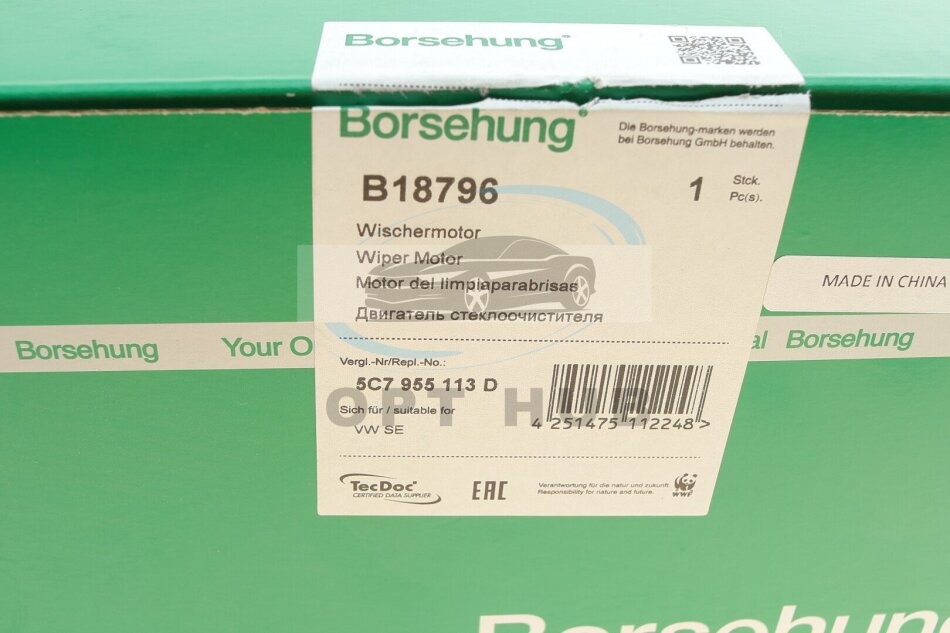 Borsehung®
Borsehung®
Die Borsehung-marken werden
bei Borsehung GmbH behalten.
B18796
1 Stck.
Pc(s).
Wischermotor
Wiper Motor
Motor del limpiaparabrisas
Двигатель стеклоочистителя
MADE IN CHINA
Borsehung Your O
al Borsehung
Vergl.-Nr/Repl.-No.:
5C7 955 113 D
OPT HUB
Sich für / suitable for
VW SE
4 251475 112248 >
TecDoc®
CERTIFIED DATA SUPPLIER
EAC
Verantwortung für die natur und zukunft.
Responsibility for nature and future.
WWF
Borsehung